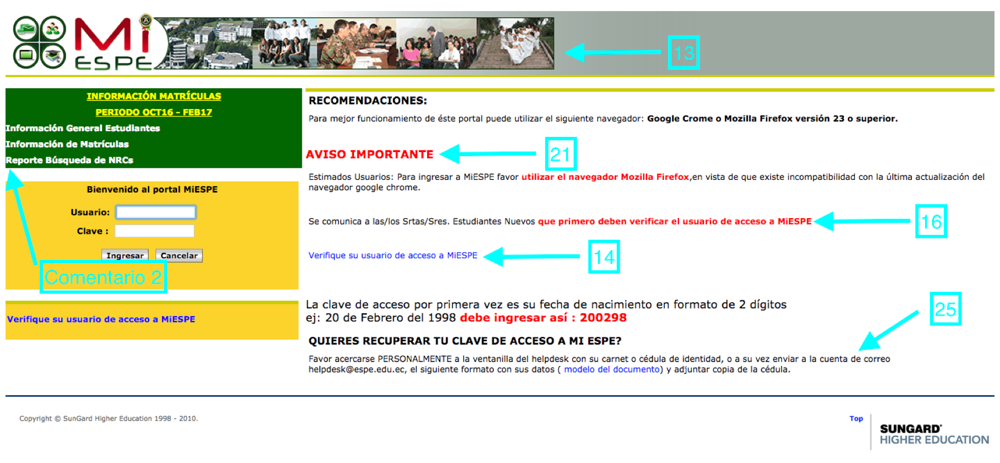 Mi
ESPE
13
INFORMACIÓN MATRÍCULAS
PERIODO OCT16 - FEB17
Información General Estudiantes
Información de Matrículas
Reporte Búsqueda de NRCs
Bienvenido al portal MiESPE
Usuario:
Clave :
Ingresar Cancelar
Comentario 2
Verifique su usuario de acceso a MiESPE
RECOMENDACIONES:
Para mejor funcionamiento de éste portal puede utilizar el siguiente navegador: Google Crome o Mozilla Firefox versión 23 o superior.
AVISO IMPORTANTE
21
Estimados Usuarios: Para ingresar a MiESPE favor utilizar el navegador Mozilla Firefox,en vista de que existe incompatibilidad con la última actualización del
navegador google chrome.
Se comunica a las/los Srtas/Sres. Estudiantes Nuevos que primero deben verificar el usuario de acceso a MiESPE
16
Verifique su usuario de acceso a MiESPE
14
La clave de acceso por primera vez es su fecha de nacimiento en formato de 2 dígitos
ej: 20 de Febrero del 1998 debe ingresar así : 200298
25
QUIERES RECUPERAR TU CLAVE DE ACCESO A MI ESPE?
Favor acercarse PERSONALMENTE a la ventanilla del helpdesk con su carnet o cédula de identidad, o a su vez enviar a la cuenta de correo
helpdesk@espe.edu.ec, el siguiente formato con sus datos ( modelo del documento) y adjuntar copia de la cédula.
Copyright © SunGard Higher Education 1998 - 2010.
Top
SUNGARD
HIGHER EDUCATION